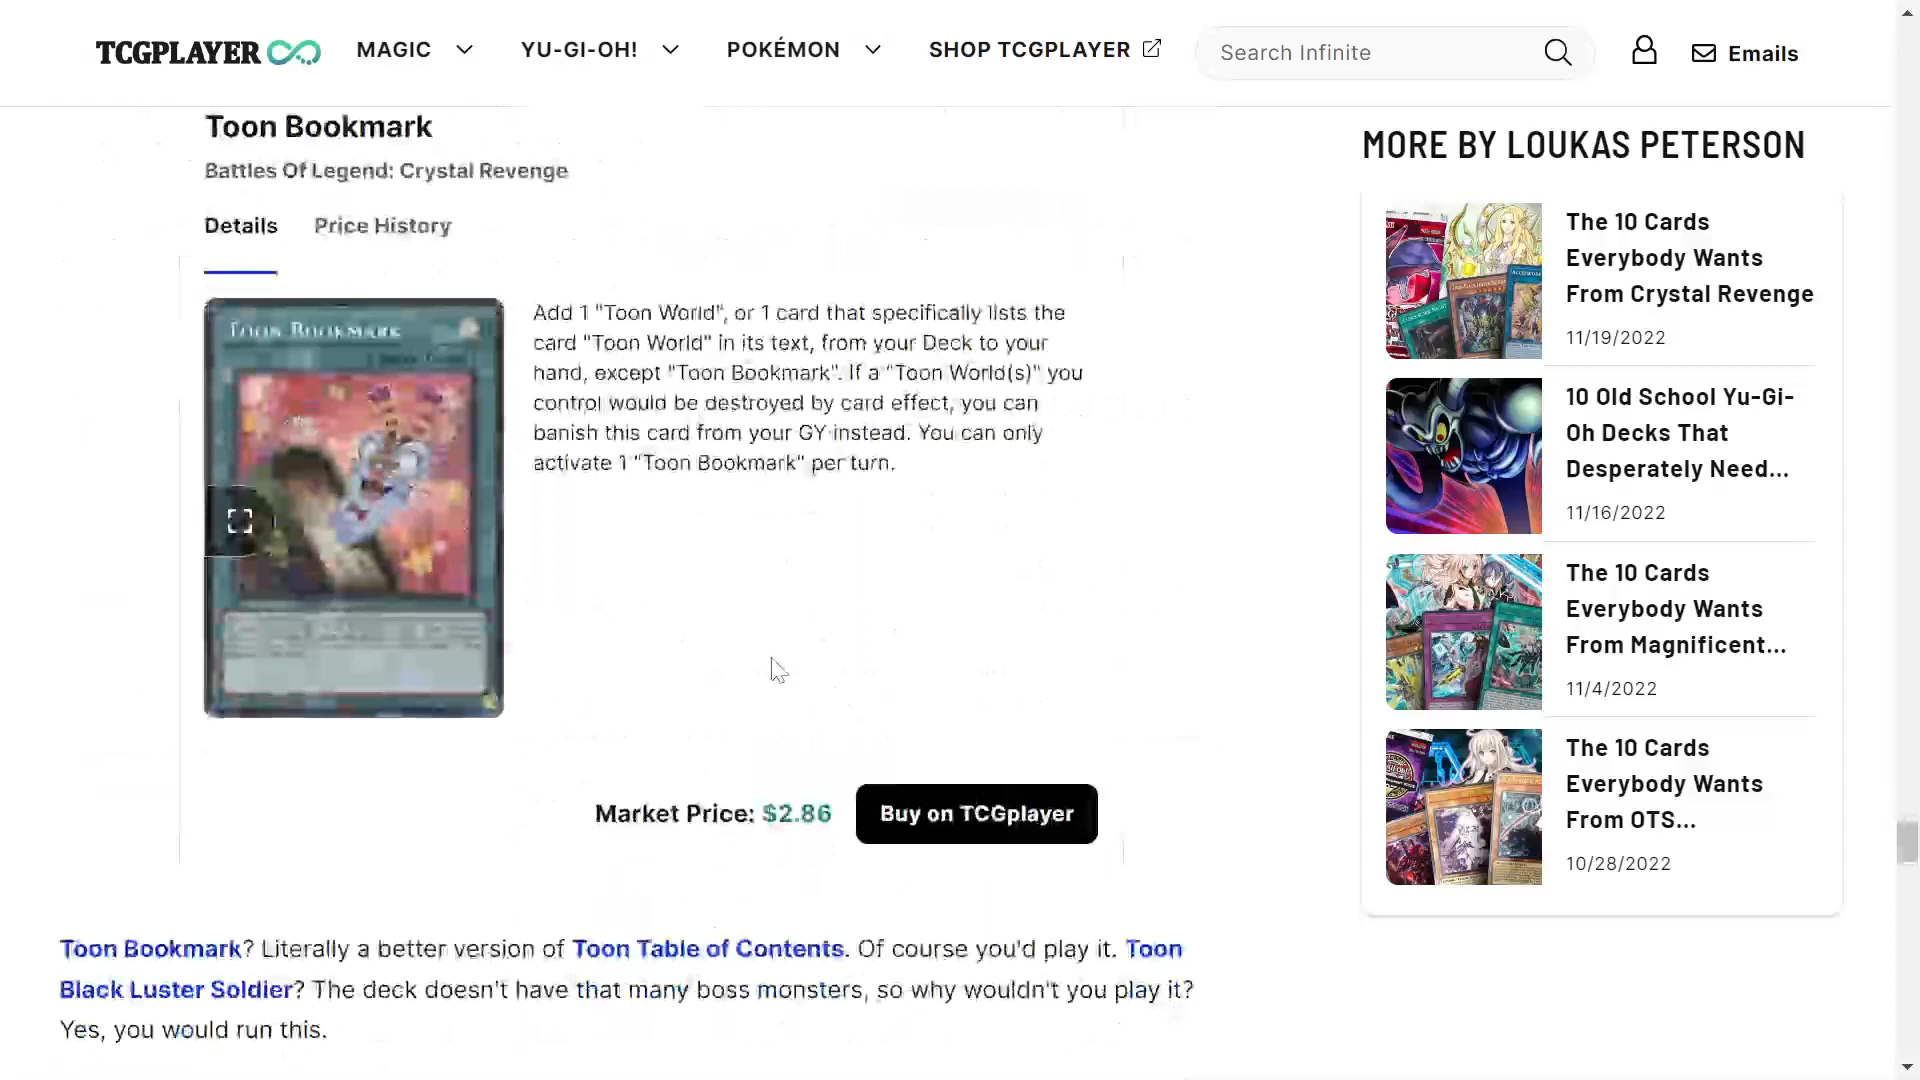 TCGPLAYER
MAGIC
YU-GI-OH!
POKÉMON
SHOP TCGPLAYER
Search Infinite
Emails
Toon Bookmark
Battles Of Legend: Crystal Revenge
Details
Price History
TOON BOOKMARK
Add 1 "Toon World", or 1 card that specifically lists the
card "Toon World" in its text, from your Deck to your
hand, except "Toon Bookmark". If a "Toon World(s)" you
control would be destroyed by card effect, you can
banish this card from your GY instead. You can only
activate 1 "Toon Bookmark" per turn.
Market Price: $2.86
Buy on TCGplayer
Toon Bookmark? Literally a better version of Toon Table of Contents. Of course you'd play it. Toon
Black Luster Soldier? The deck doesn't have that many boss monsters, so why wouldn't you play it?
Yes, you would run this.
MORE BY LOUKAS PETERSON
The 10 Cards
Everybody Wants
From Crystal Revenge
11/19/2022
10 Old School Yu-Gi-
Oh Decks That
Desperately Need...
11/16/2022
The 10 Cards
Everybody Wants
From Magnificent...
11/4/2022
The 10 Cards
Everybody Wants
From OTS...
10/28/2022